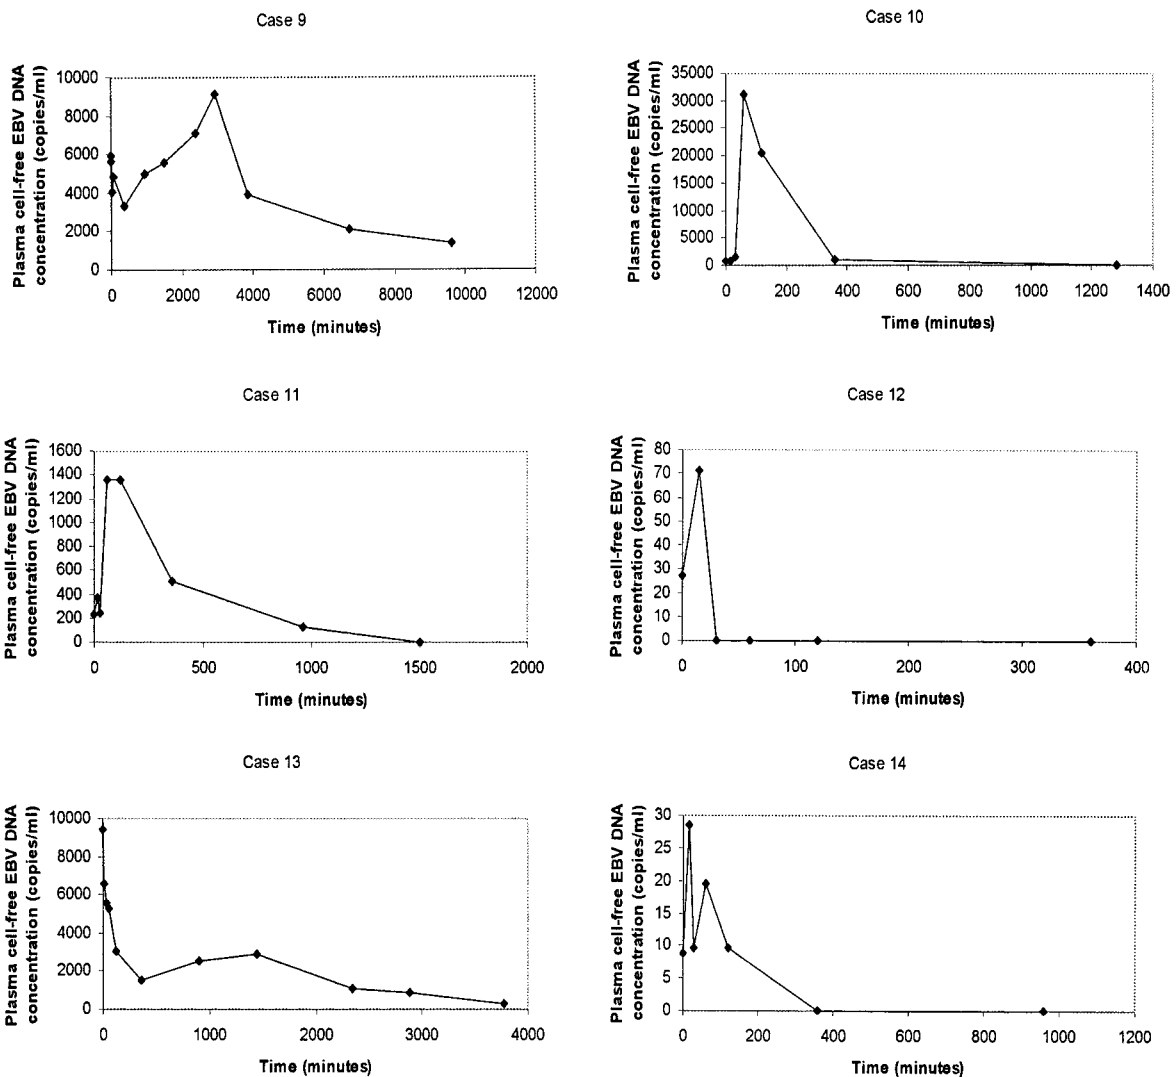 Case 9
Plasma cell-free EBV DNA
concentration (copies/ml)
10000
8000
6000
4000
2000
0
0 2000 4000 6000 8000 10000 12000
Time (minutes)
Case 10
Plasma cell-free EBV DNA
concentration (copies/ml)
35000
30000
25000
20000
15000
10000
5000
0
0 200 400 600 800 1000 1200 1400
Time (minutes)
Case 11
Plasma cell-free EBV DNA
concentration (copies/ml)
1600
1400
1200
1000
800
600
400
200
0
0 500 1000 1500 2000
Time (minutes)
Case 12
Plasma cell-free EBV DNA
concentration (copies/ml)
80
70
60
50
40
30
20
10
0
0 100 200 300 400
Time (minutes)
Case 13
Plasma cell-free EBV DNA
concentration (copies/ml)
10000
8000
6000
4000
2000
0
0 1000 2000 3000 4000
Time (minutes)
Case 14
Plasma cell-free EBV DNA
concentration (copies/ml)
30
25
20
15
10
5
0
0 200 400 600 800 1000 1200
Time (minutes)